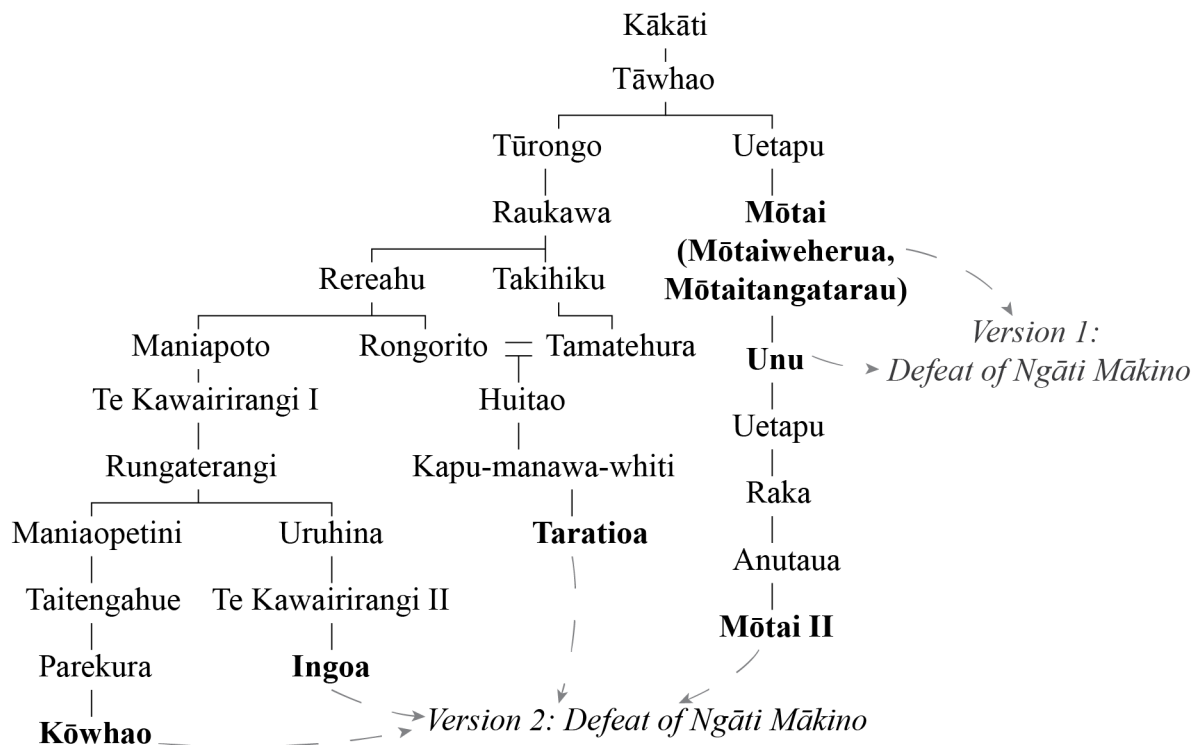 Kākāti
Tāwhao
Tūrongo Uetapu
Raukawa Mōtai
(Mōtaiweherua,
Rereahu Takihiku Mōtaitangatarau)
Maniapoto Rongorito Tamatehura Unu
Version 1:
Defeat of Ngāti Mākino
Te Kawairirangi I Huitao Uetapu
Rungaterangi Kapu-manawa-whiti Raka
Maniaopetini Uruhina Taratioa Anutaua
Taitengahue Te Kawairirangi II Mōtai II
Parekura Ingoa
Kōwhao Version 2: Defeat of Ngāti Mākino